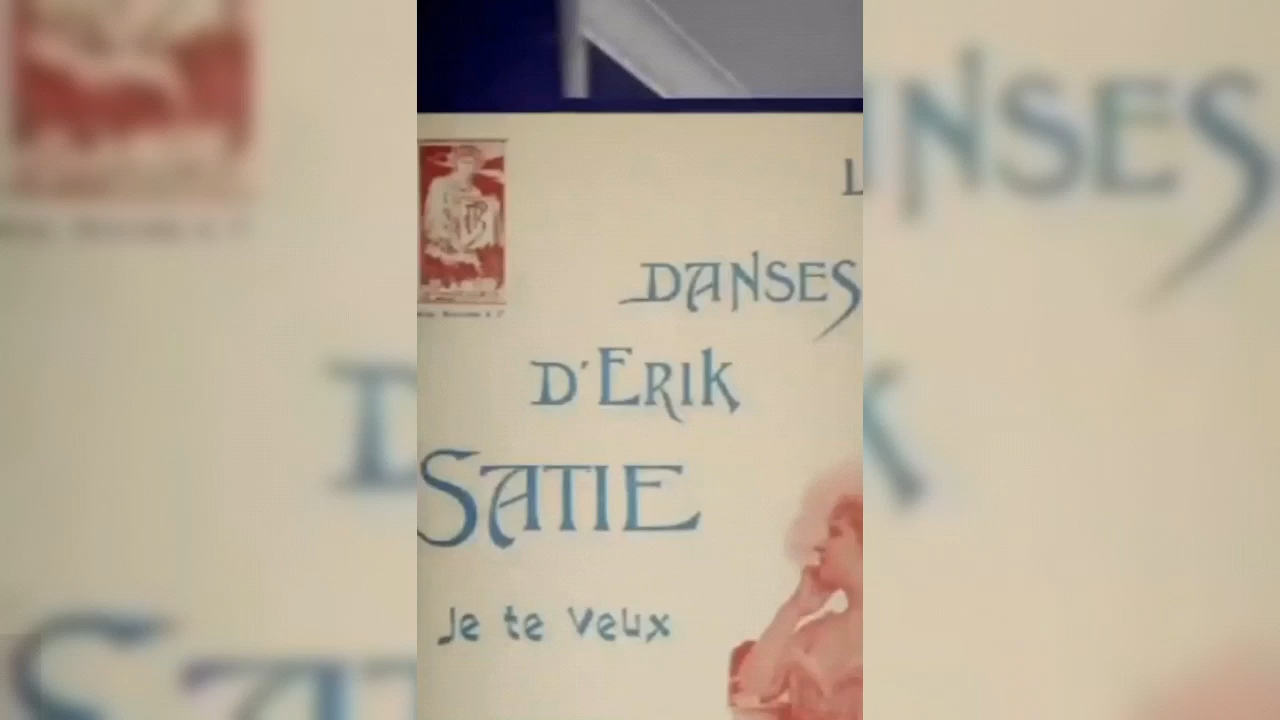 L
DANSES
D'ERIK
SATIE
Je te Veux